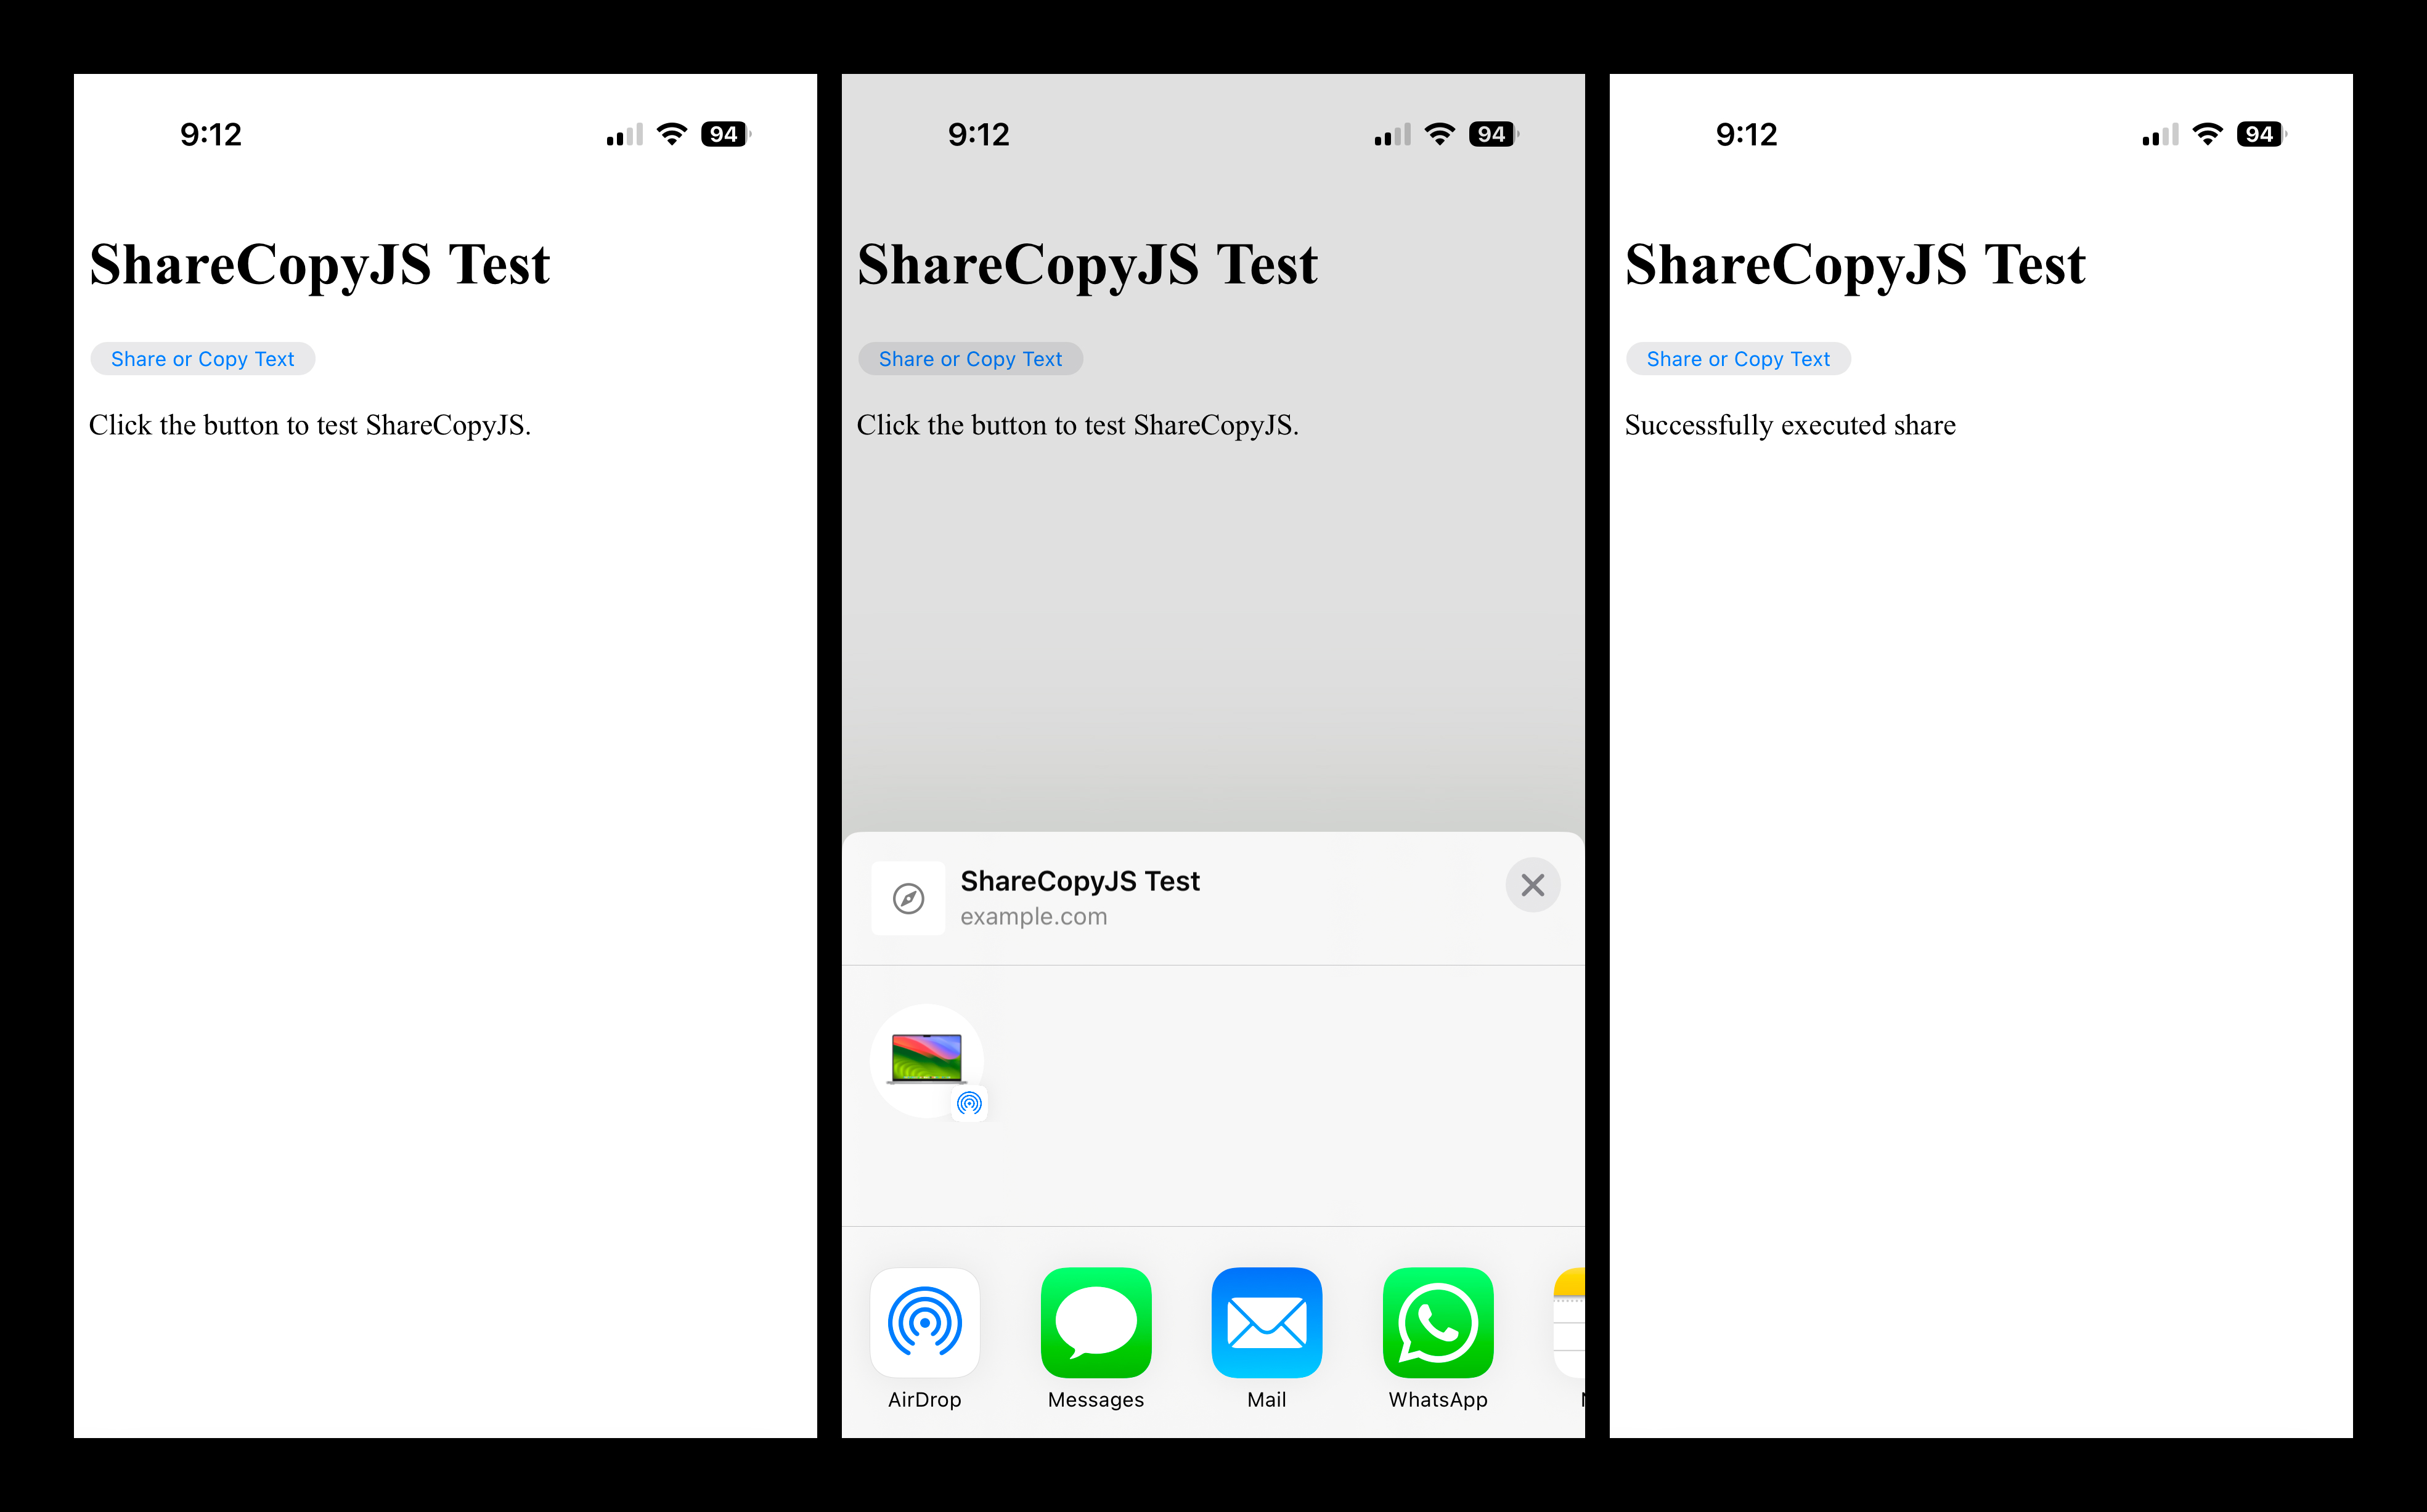 9:12
94
ShareCopyJS Test
Share or Copy Text
Click the button to test ShareCopyJS.
9:12
94
ShareCopyJS Test
Share or Copy Text
Click the button to test ShareCopyJS.
ShareCopyJS Test
example.com
AirDrop
Messages
Mail
WhatsApp
9:12
94
ShareCopyJS Test
Share or Copy Text
Successfully executed share